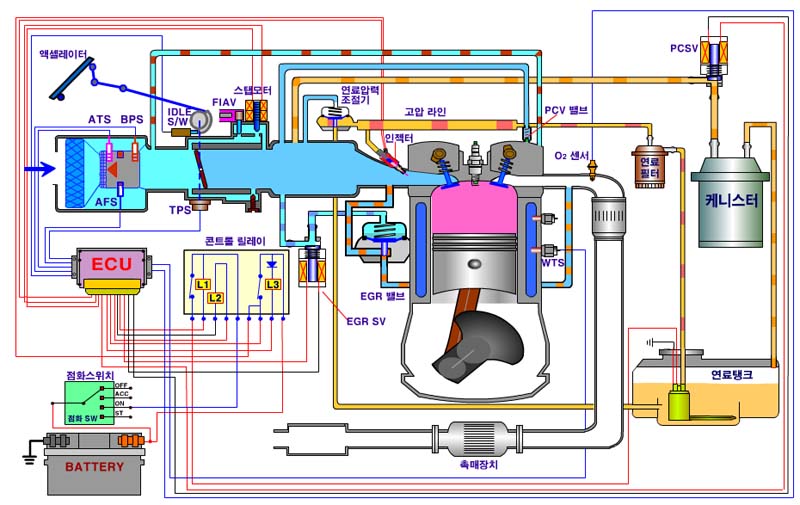 PCSV
액셀레이터
스탭모터
FIAV
연료압력
조절기
고압 라인
PCV 밸브
IDLE
S/W
ATS
BPS
인젝터
O₂ 센서
연료
필터
케니스터
AFS
TPS
콘트롤 릴레이
ECU
L1
L2
L3
WTS
EGR 밸브
EGR SV
연료탱크
점화스위치
OFF
ACC
ON
ST
점화 SW
BATTERY
촉매장치